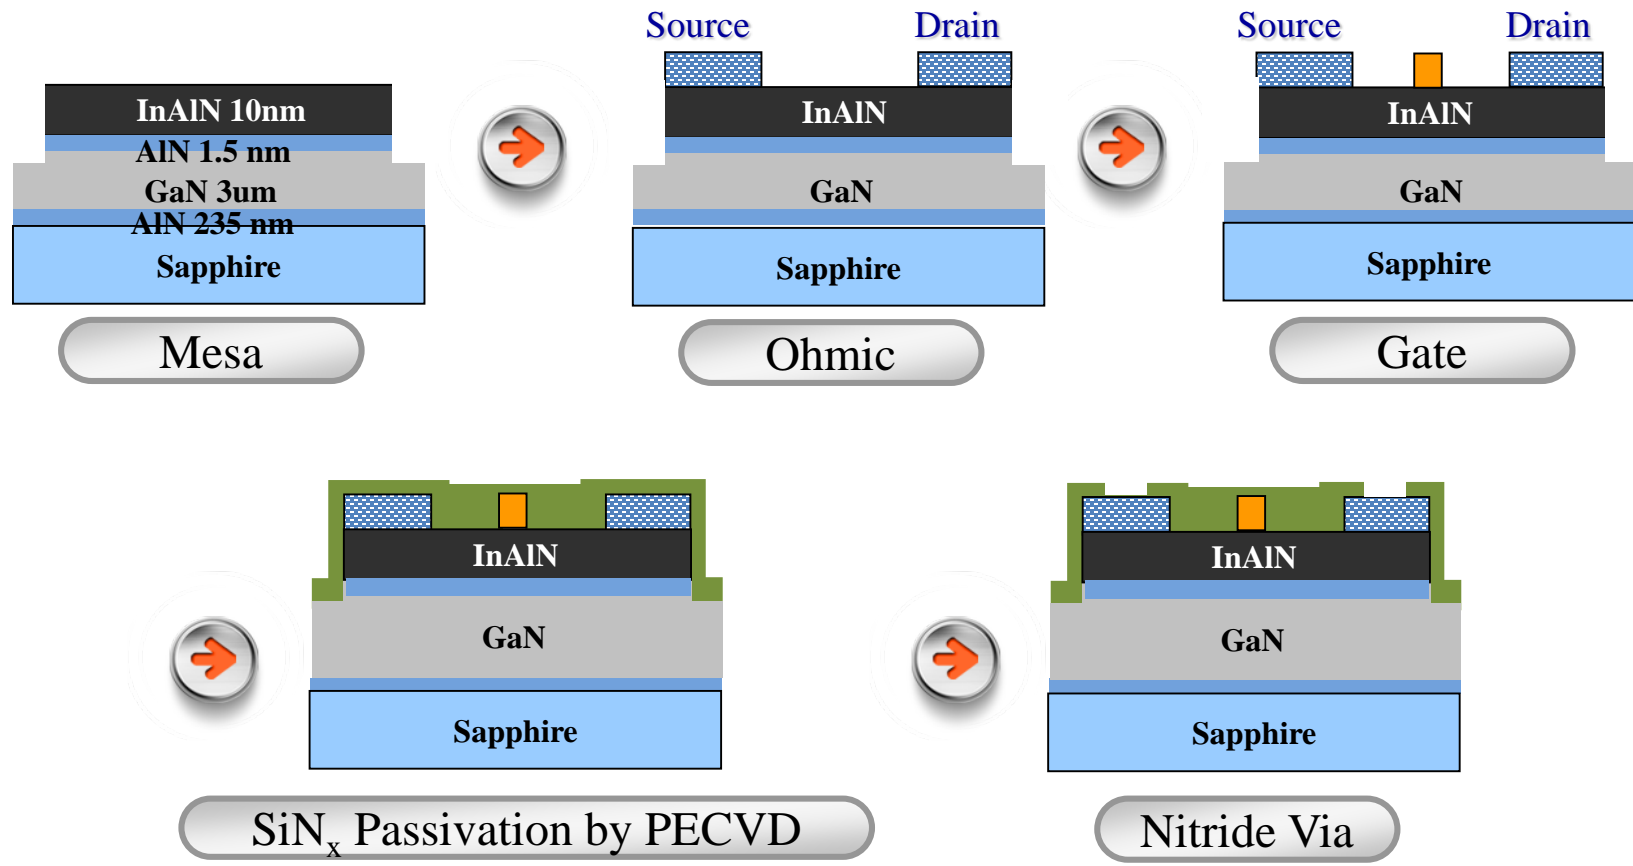 Source Drain
Source Drain
InAlN 10nm
AlN 1.5 nm
GaN 3um
AlN 235 nm
Sapphire
InAlN
GaN
Sapphire
InAlN
GaN
Sapphire
Mesa
Ohmic
Gate
InAlN
GaN
Sapphire
InAlN
GaN
Sapphire
SiNₓ Passivation by PECVD
Nitride Via